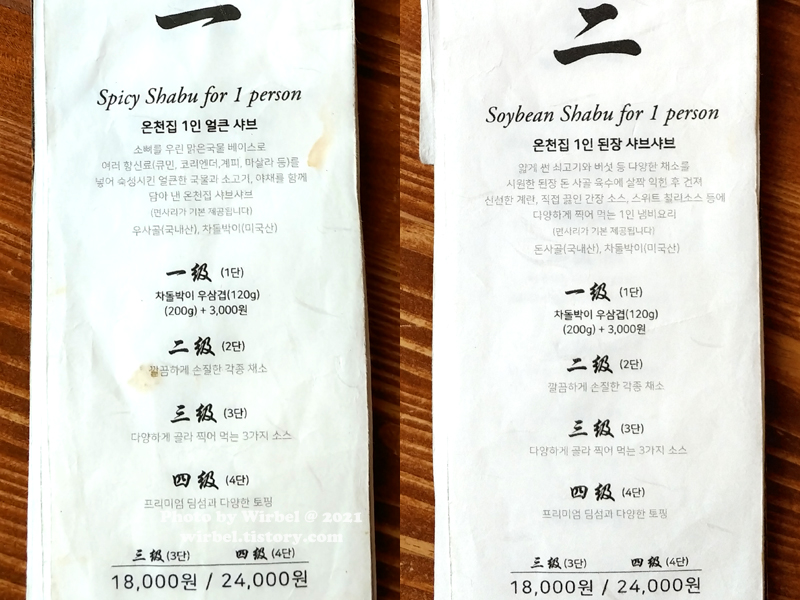 一
Spicy Shabu for 1 person
온천집 1인 얼큰 샤브
소뼈를 우린 맑은국물 베이스로
여러 향신료(큐민, 코리엔더,계피, 마살라 등)를
넣어 숙성시킨 얼큰한 국물과 소고기, 야채를 함께
담아 낸 온천집 샤브샤브
(면사리가 기본 제공됩니다)
우사골(국내산), 차돌박이(미국산)
一级 (1단)
차돌박이 우삼겹(120g)
(200g) + 3,000원
二级 (2단)
깔끔하게 손질한 각종 채소
三级 (3단)
다양하게 골라 찍어 먹는 3가지 소스
四级 (4단)
프리미엄 딤섬과 다양한 토핑
Photo by Wirbel @ 2021
wirbel.tistory.com
三级 (3단) 四级 (4단)
18,000원 / 24,000원
二
Soybean Shabu for 1 person
온천집 1인 된장 샤브샤브
얇게 썬 쇠고기와 버섯 등 다양한 채소를
시원한 된장 돈 사골 육수에 살짝 익힌 후 건져
신선한 계란, 직접 끓인 간장 소스, 스위트 칠리소스 등에
다양하게 찍어 먹는 1인 냄비요리
(면사리가 기본 제공됩니다)
돈사골(국내산), 차돌박이(미국산)
一级 (1단)
차돌박이 우삼겹(120g)
(200g) + 3,000원
二级 (2단)
깔끔하게 손질한 각종 채소
三级 (3단)
다양하게 골라 찍어 먹는 3가지 소스
四级 (4단)
프리미엄 딤섬과 다양한 토핑
三级 (3단) 四级 (4단)
18,000원 / 24,000원